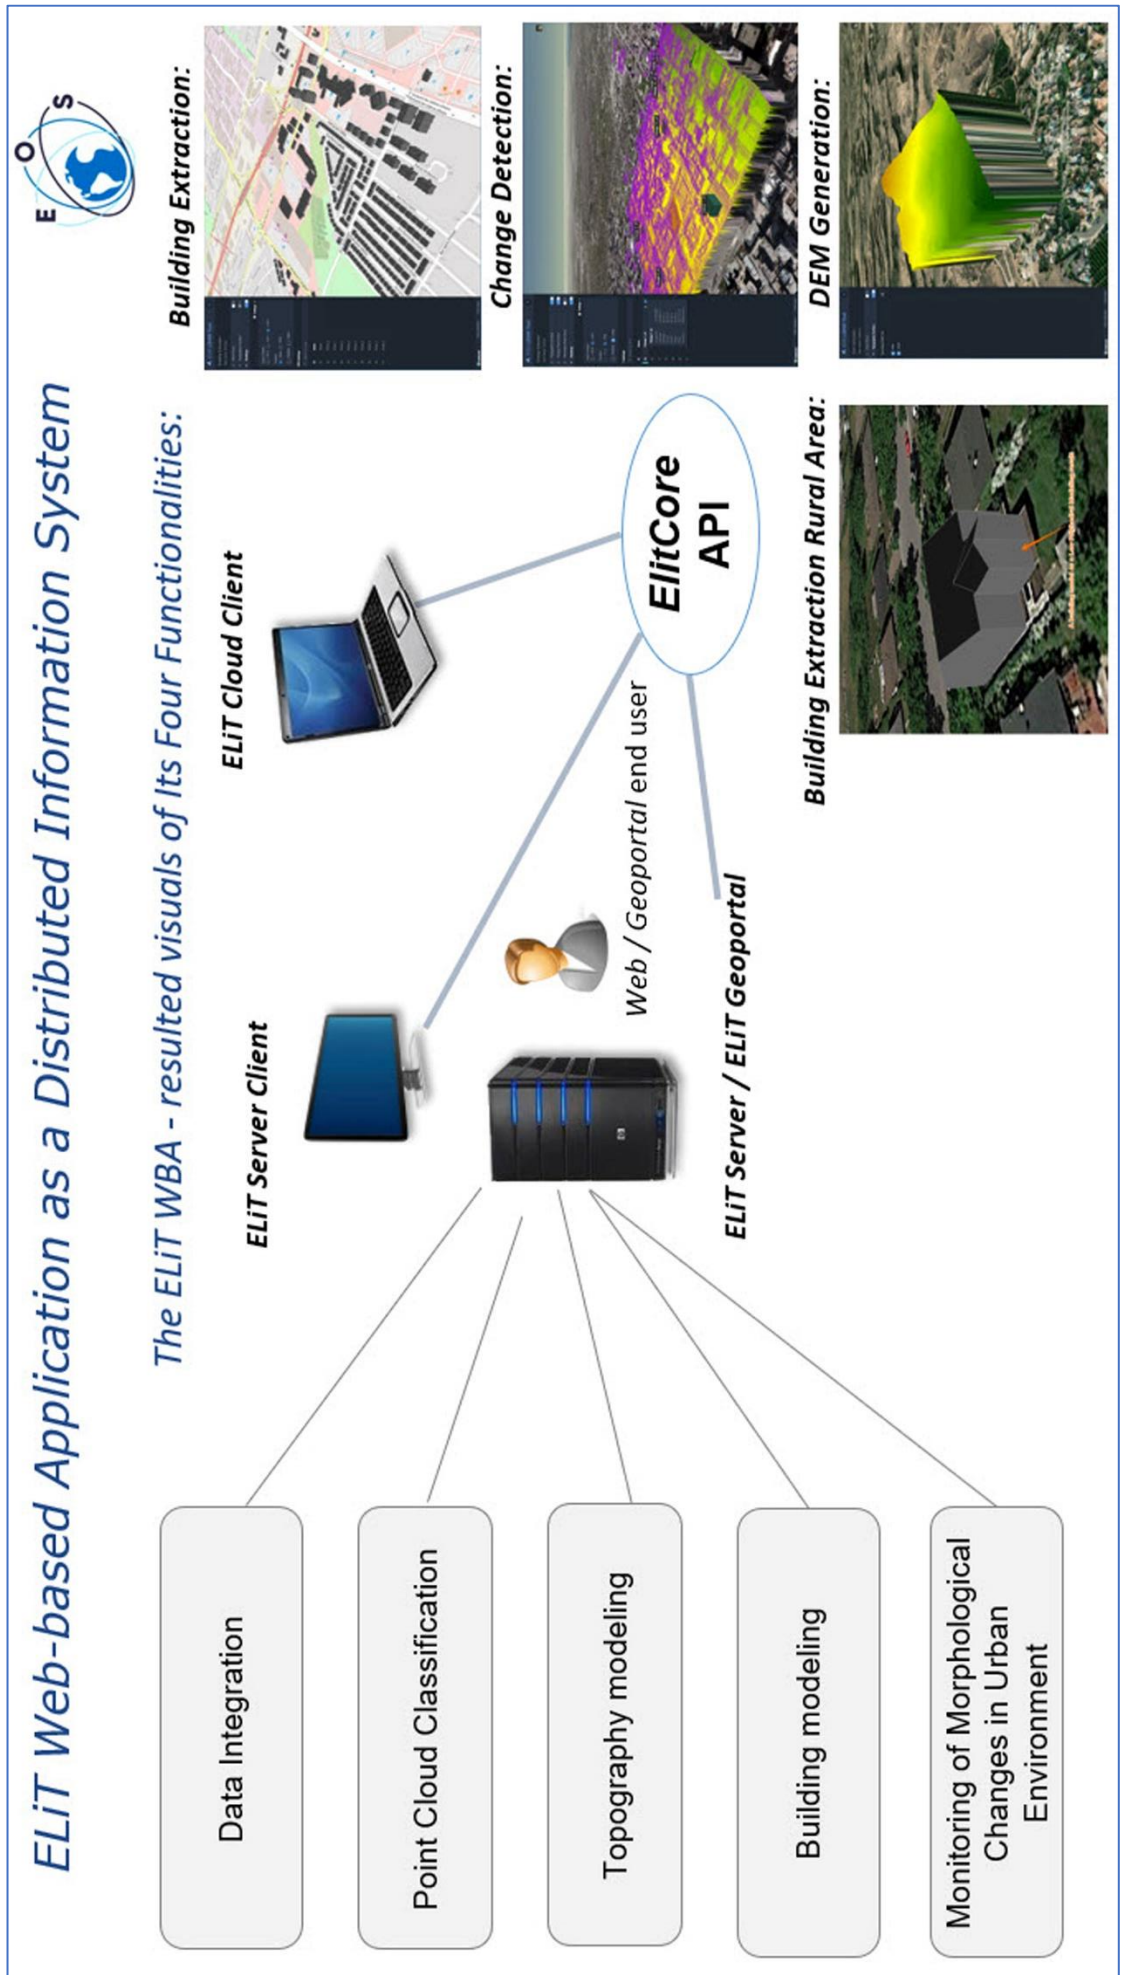 ELiT Web-based Application as a Distributed Information System
E O S
The ELiT WBA - resulted visuals of Its Four Functionalities:
Data Integration
Point Cloud Classification
Topography modeling
Building modeling
Monitoring of Morphological
Changes in Urban
Environment
ELiT Server Client
ELiT Cloud Client
Web / Geoportal end user
ELiT Server / ELiT Geoportal
ElitCore
API
Building Extraction:
Change Detection:
DEM Generation:
Building Extraction Rural Area: